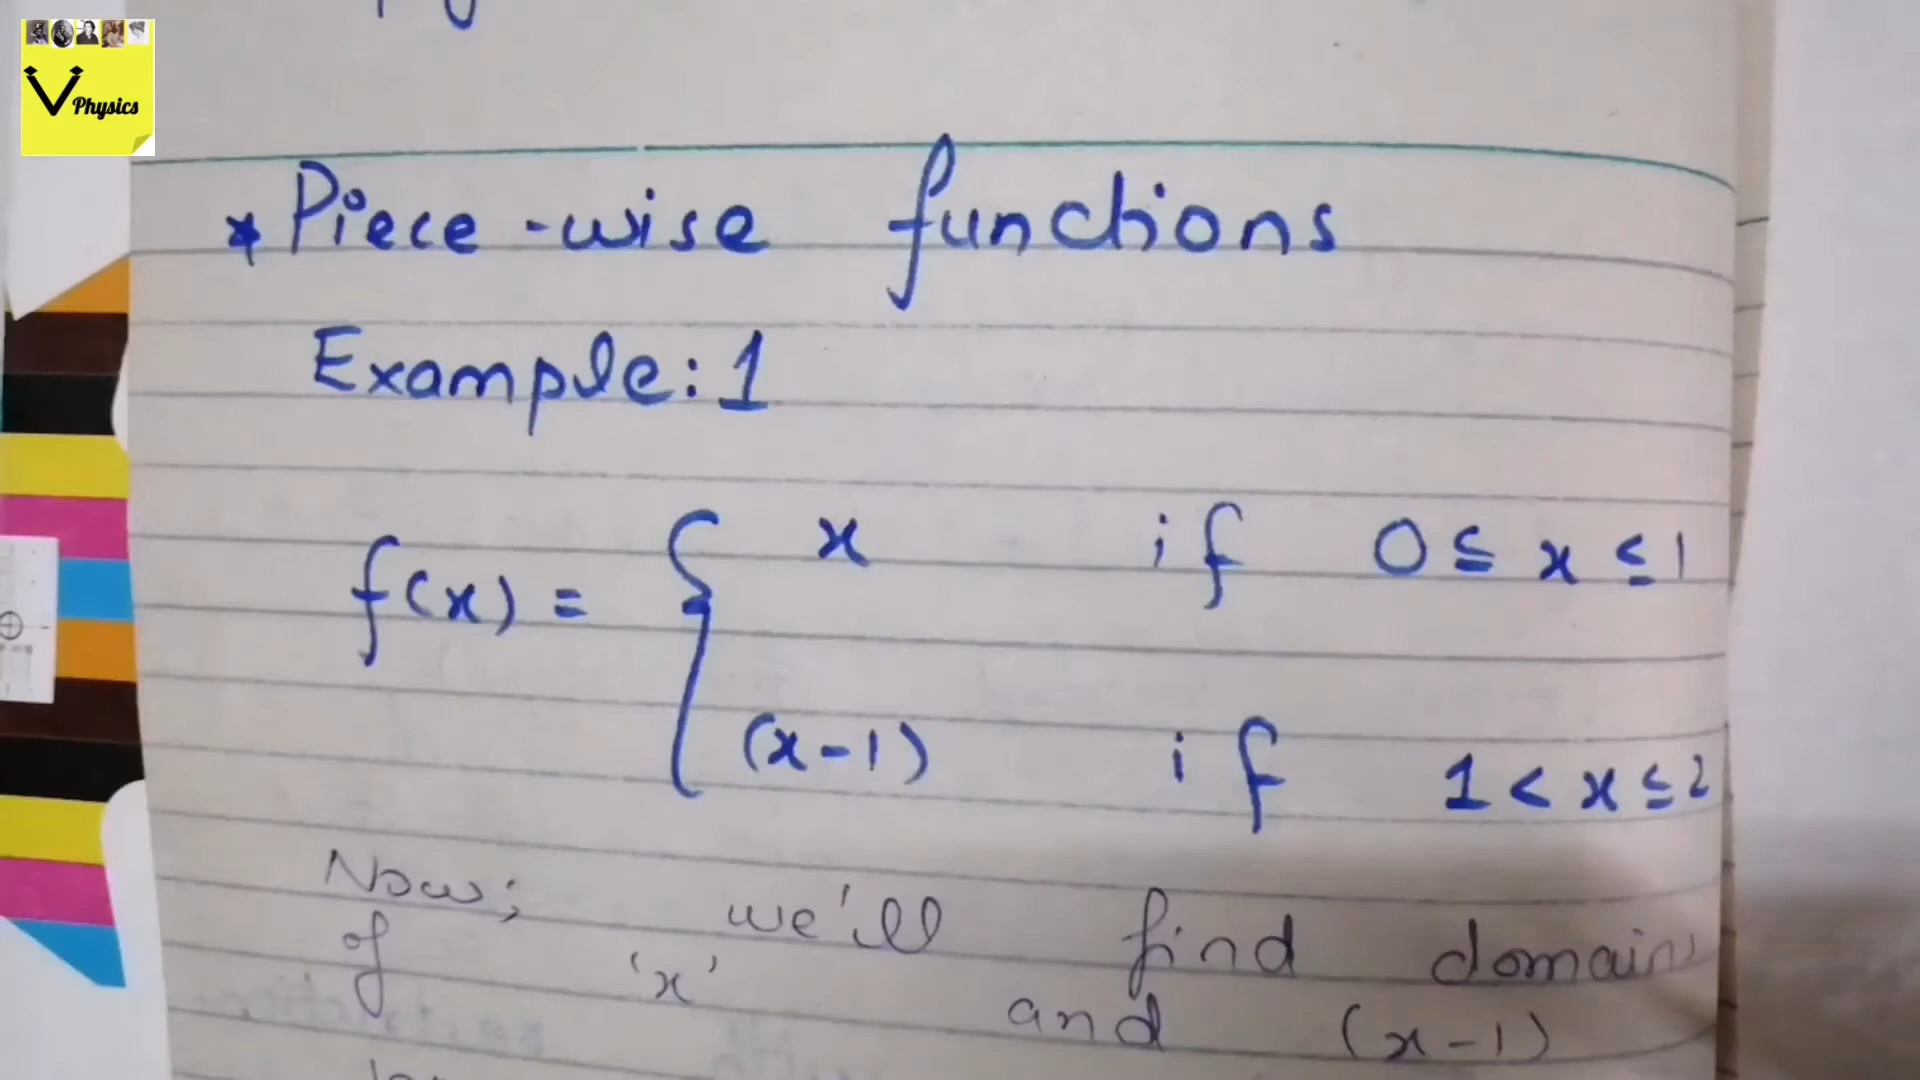 V Physics
* Piece-wise functions
Example: 1
f(x) = { x if 0 ≤ x ≤ 1
(x-1) if 1 < x ≤ 2
Now; we'll find domain
of 'x' and (x-1)